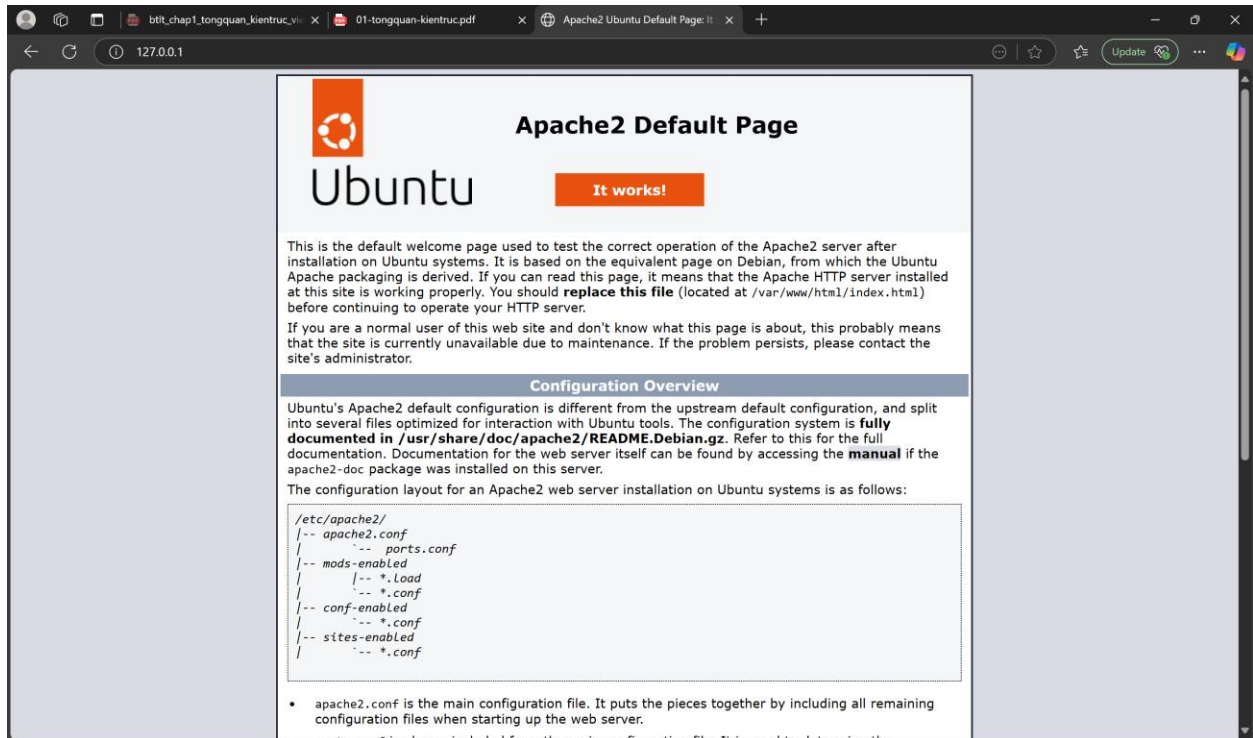 btlt_chap1_tongquan_kientruc_vie
01-tongquan-kientruc.pdf
Apache2 Ubuntu Default Page: It
127.0.0.1
Update
Apache2 Default Page
Ubuntu
It works!
This is the default welcome page used to test the correct operation of the Apache2 server after
installation on Ubuntu systems. It is based on the equivalent page on Debian, from which the Ubuntu
Apache packaging is derived. If you can read this page, it means that the Apache HTTP server installed
at this site is working properly. You should replace this file (located at /var/www/html/index.html)
before continuing to operate your HTTP server.
If you are a normal user of this web site and don't know what this page is about, this probably means
that the site is currently unavailable due to maintenance. If the problem persists, please contact the
site's administrator.
Configuration Overview
Ubuntu's Apache2 default configuration is different from the upstream default configuration, and split
into several files optimized for interaction with Ubuntu tools. The configuration system is fully
documented in /usr/share/doc/apache2/README.Debian.gz. Refer to this for the full
documentation. Documentation for the web server itself can be found by accessing the manual if the
apache2-doc package was installed on this server.
The configuration layout for an Apache2 web server installation on Ubuntu systems is as follows:
/etc/apache2/
|-- apache2.conf
|       `--  ports.conf
|-- mods-enabled
|       |-- *.load
|       `-- *.conf
|-- conf-enabled
|       `-- *.conf
|-- sites-enabled
|       `-- *.conf
• apache2.conf is the main configuration file. It puts the pieces together by including all remaining
configuration files when starting up the web server.